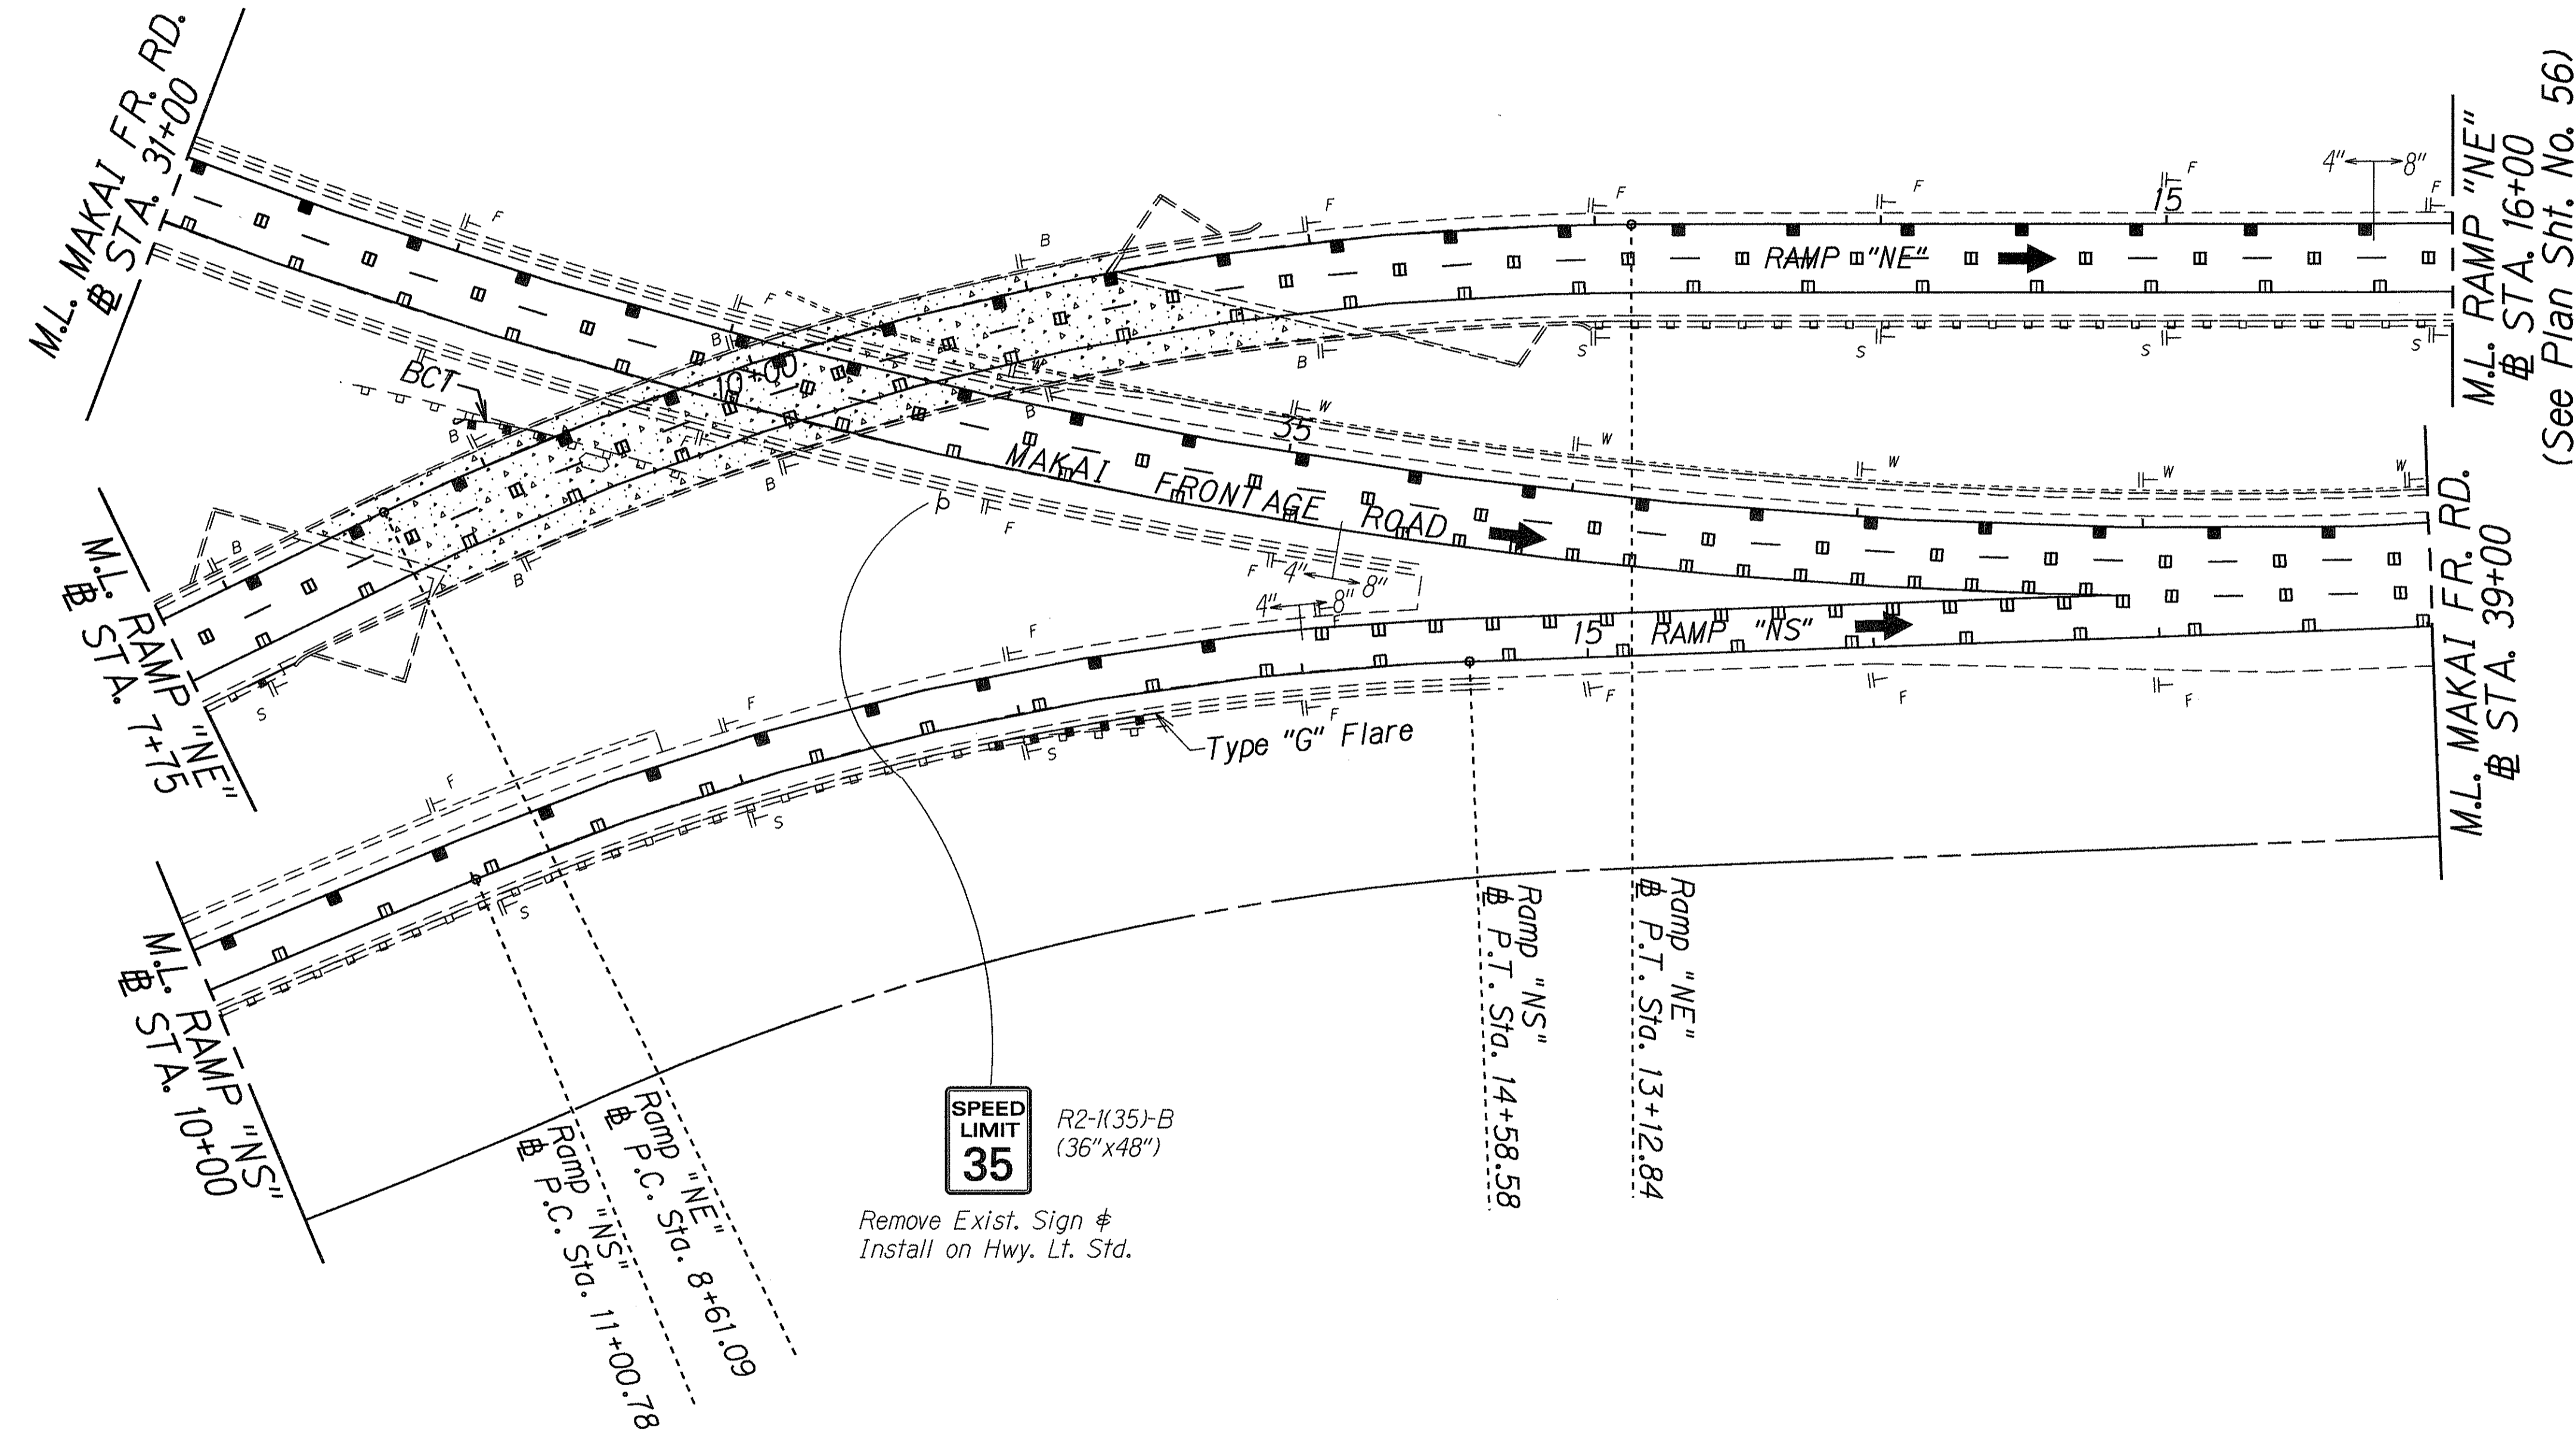 M.L. MAKAI FR. RD.
B STA. 31+00
M.L. RAMP "NE"
B STA. 16+00
(See Plan Sht. No. 56)
4" 8"
15
F
F
F
F
F
F
F
B
RAMP "NE"
F
B
10+00
BCT
B
B
B
S
S
S
S
W
W
W
W
W
W
35
MAKAI FRONTAGE ROAD
F
B
B
B
B
F
F
4" 8"
4" 8"
F
F
15
RAMP "NS"
M.L. RAMP "NE"
B STA. 7+75
S
M.L. MAKAI FR. RD.
B STA. 39+00
F
F
F
F
F
F
Type "G" Flare
S
S
S
M.L. RAMP "NS"
B STA. 10+00
Ramp "NS"
B P.T. Sta. 14+58.58
Ramp "NE"
B P.T. Sta. 13+12.84
Ramp "NE"
B P.C. Sta. 8+61.09
Ramp "NS"
B P.C. Sta. 11+00.78
SPEED
LIMIT
35
R2-1(35)-B
(36"x48")
Remove Exist. Sign &
Install on Hwy. Lt. Std.